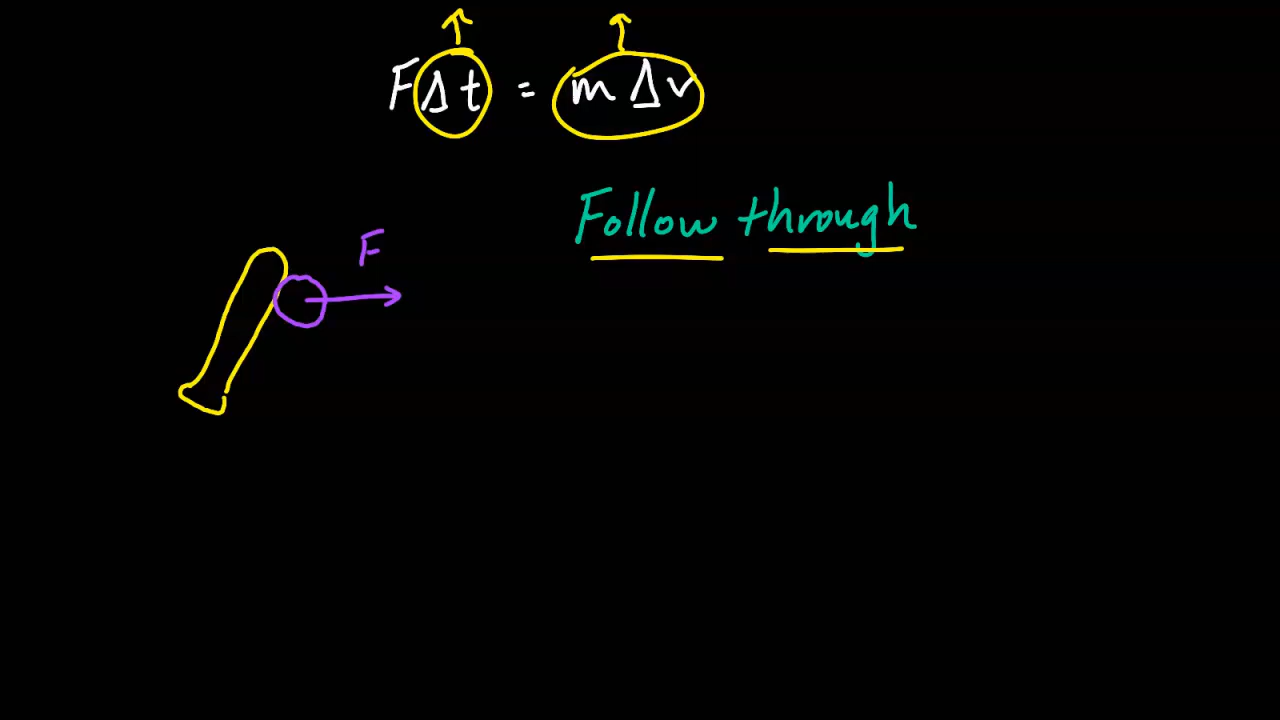 FΔt = mΔv
Follow through
F